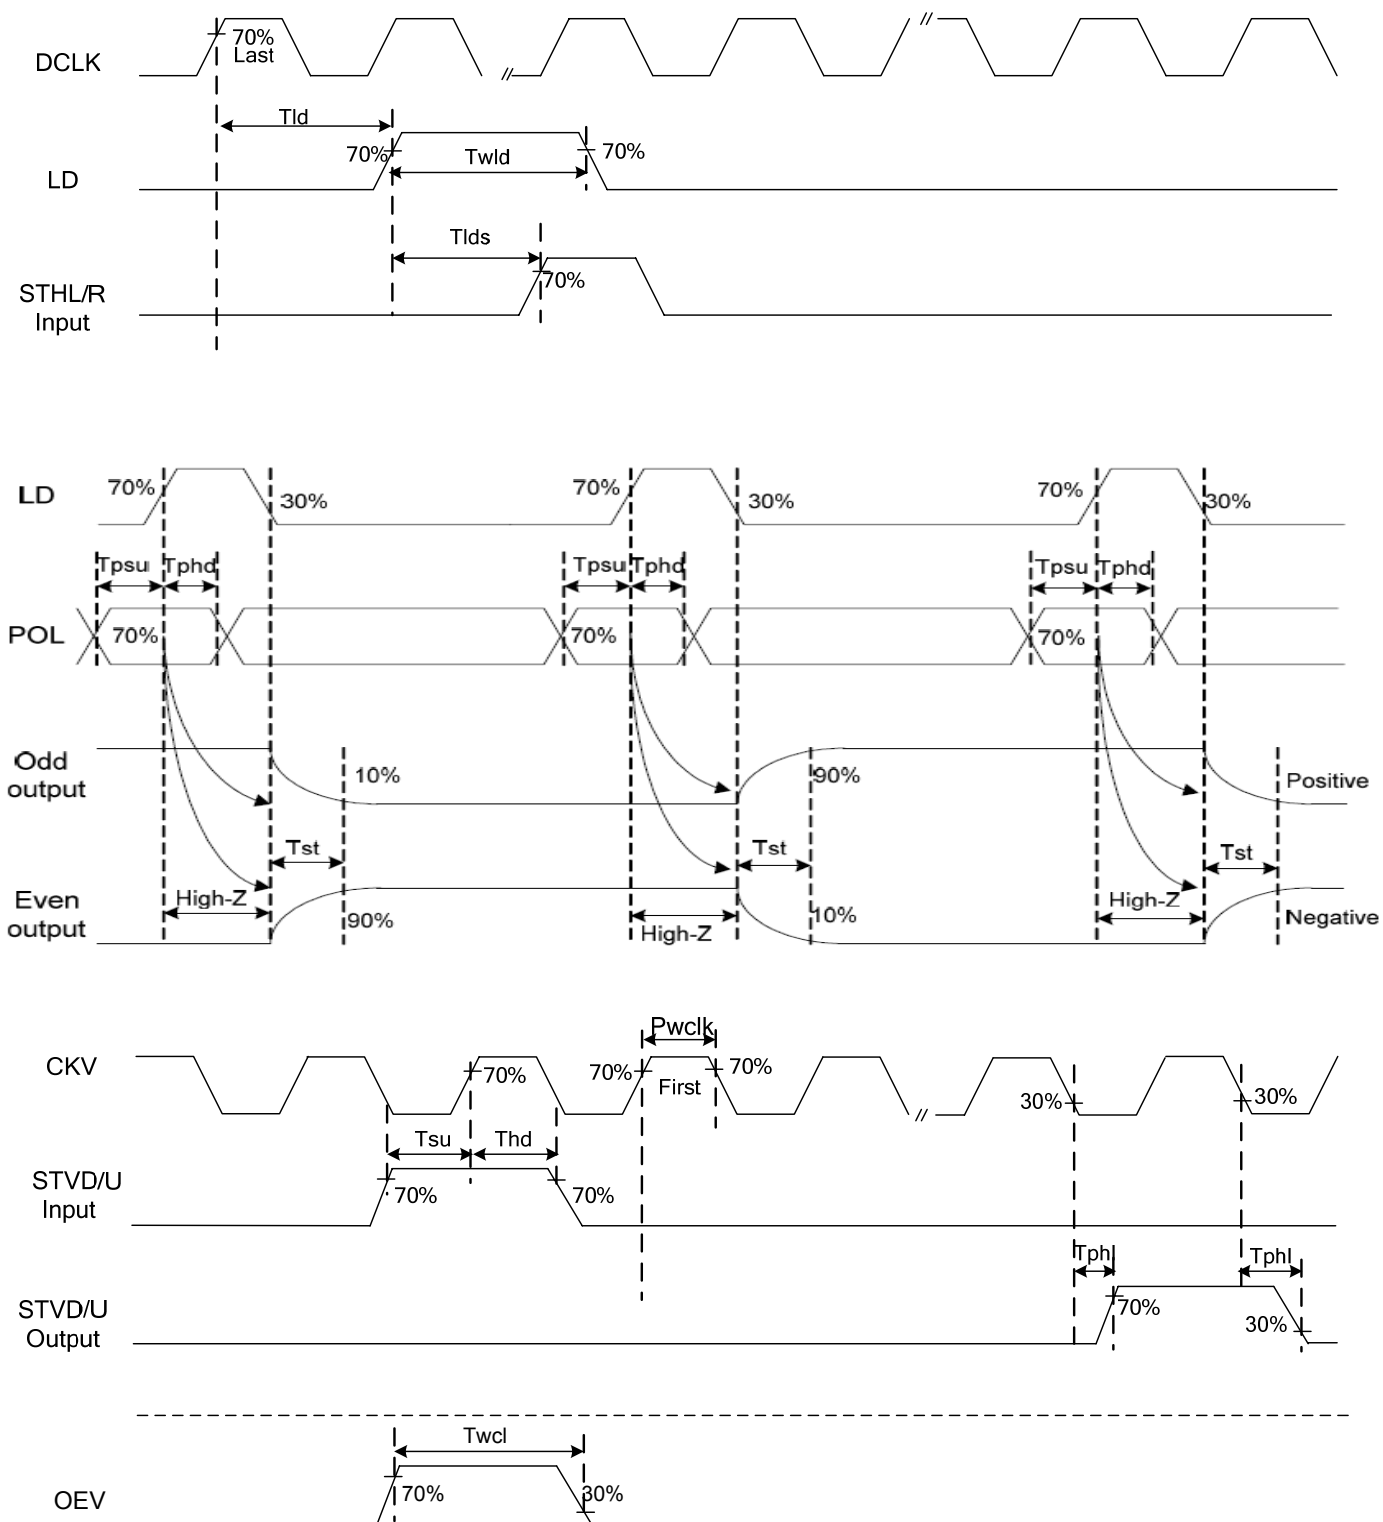 DCLK
70%
Last
Tld
LD
70%
Twld
70%
Tlds
STHL/R
Input
70%
LD
70%
30%
70%
30%
70%
30%
Tpsu
Tphd
Tpsu
Tphd
Tpsu
Tphd
POL
70%
70%
70%
Odd
output
10%
90%
Positive
Tst
Tst
Tst
Even
output
High-Z
90%
High-Z
10%
High-Z
Negative
Pwclk
CKV
70%
70%
First
70%
30%
30%
Tsu
Thd
STVD/U
Input
70%
70%
Tphl
Tphl
STVD/U
Output
70%
30%
Twcl
OEV
70%
30%